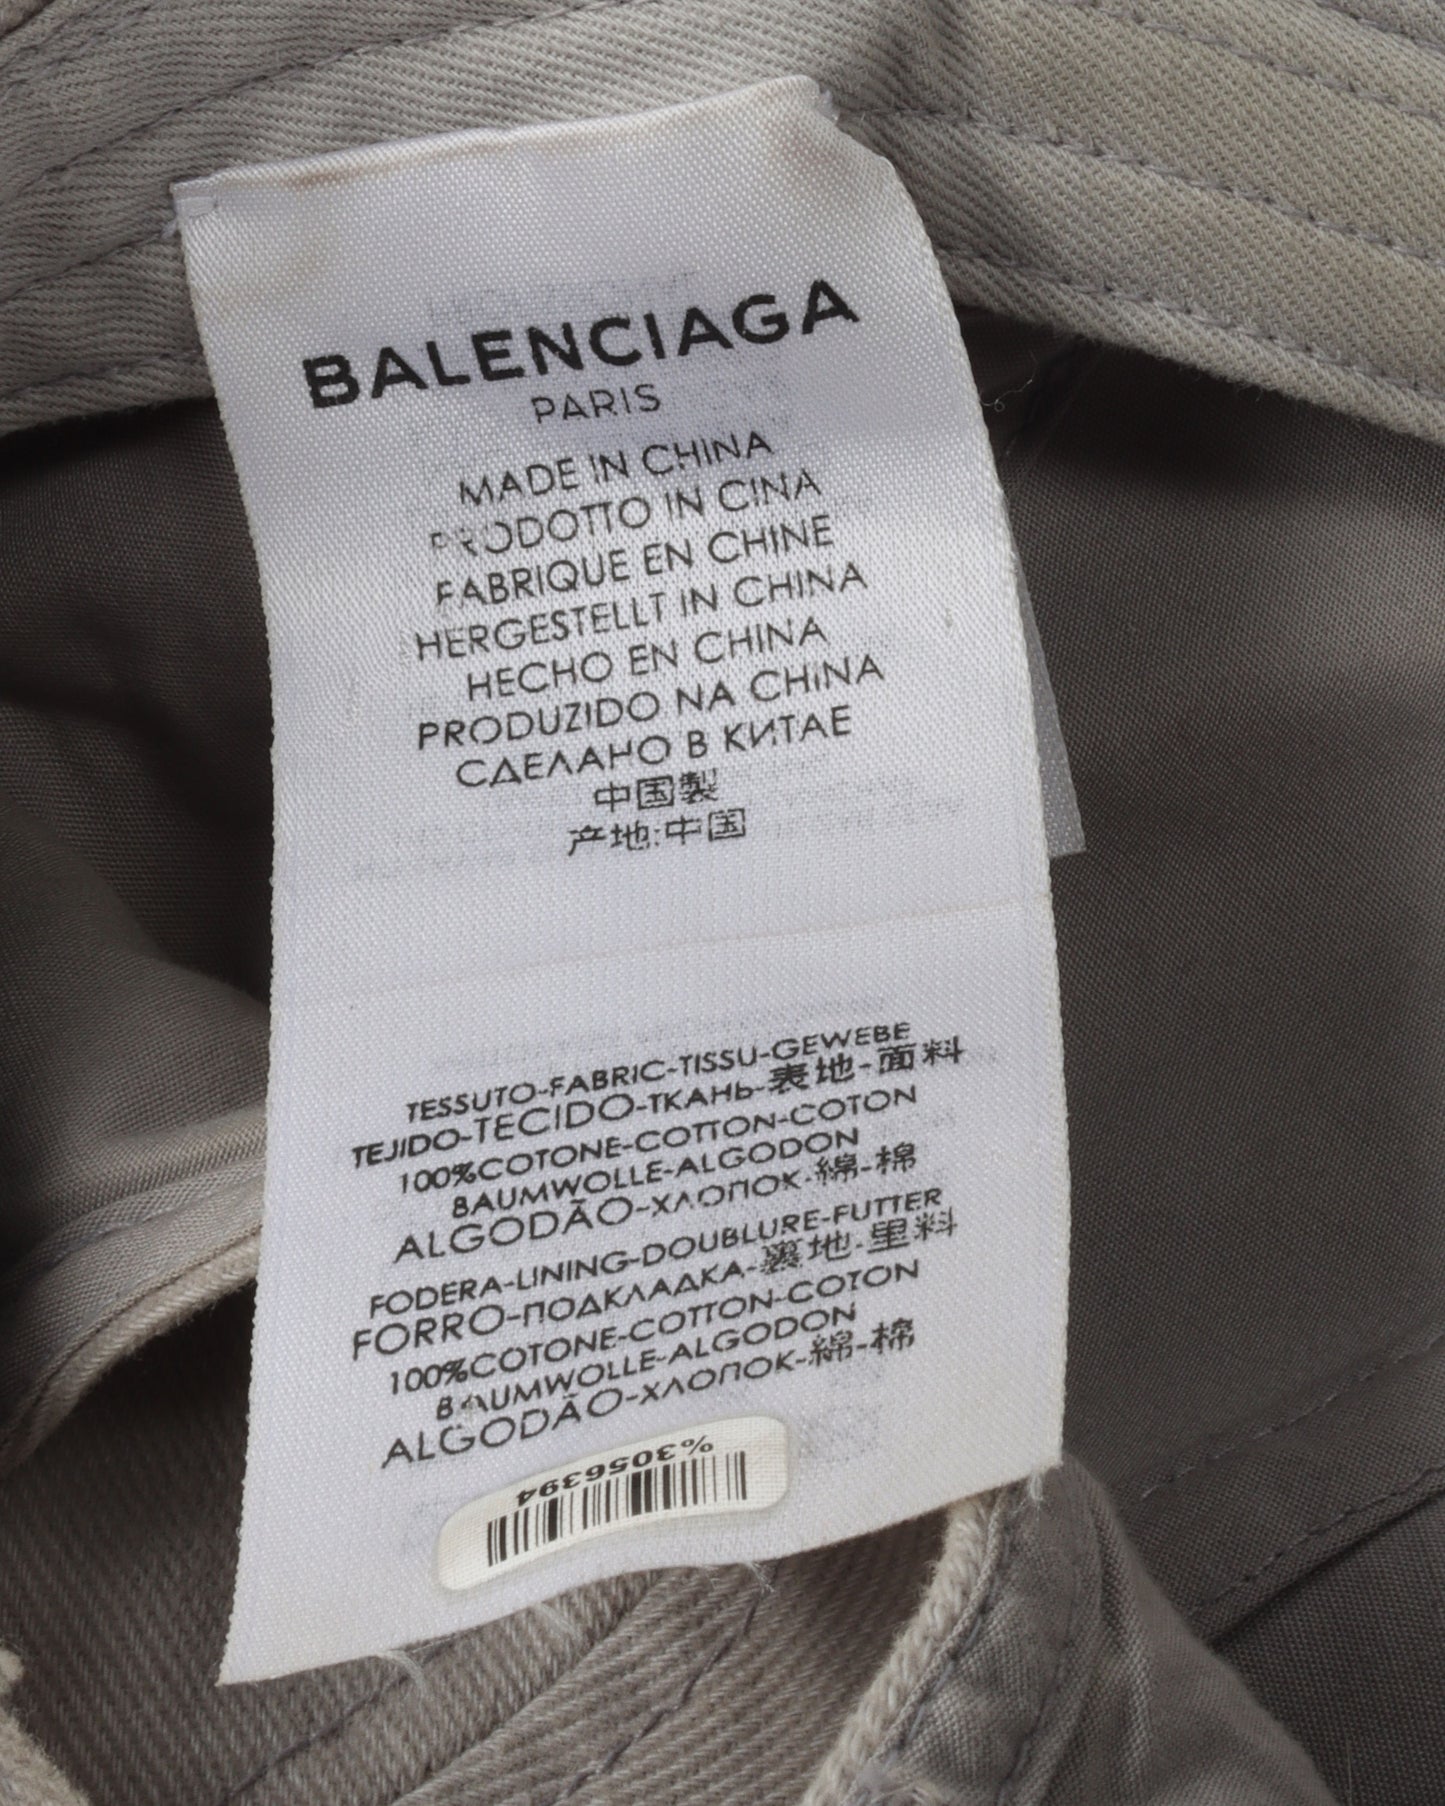 BALENCIAGA
PARIS
MADE IN CHINA
PRODOTTO IN CINA
FABRIQUE EN CHINE
HERGESTELLT IN CHINA
HECHO EN CHINA
PRODUZIDO NA CHINA
СДЕЛАНО В КИТАЕ
中国製
产地:中国
TESSUTO-FABRIC-TISSU-GEWEBE
TEJIDO-TECIDO-ТКАНЬ-表地-面料
100%COTONE-COTTON-COTON
BAUMWOLLE-ALGODON
ALGODÃO-ХЛОПОК-綿-棉
FODERA-LINING-DOUBLURE-FUTTER
FORRO-ПОДКЛАДКА-裏地-里料
100%COTONE-COTTON-COTON
BAUMWOLLE-ALGODON
ALGODÃO-ХЛОПОК-綿-棉
%3056394